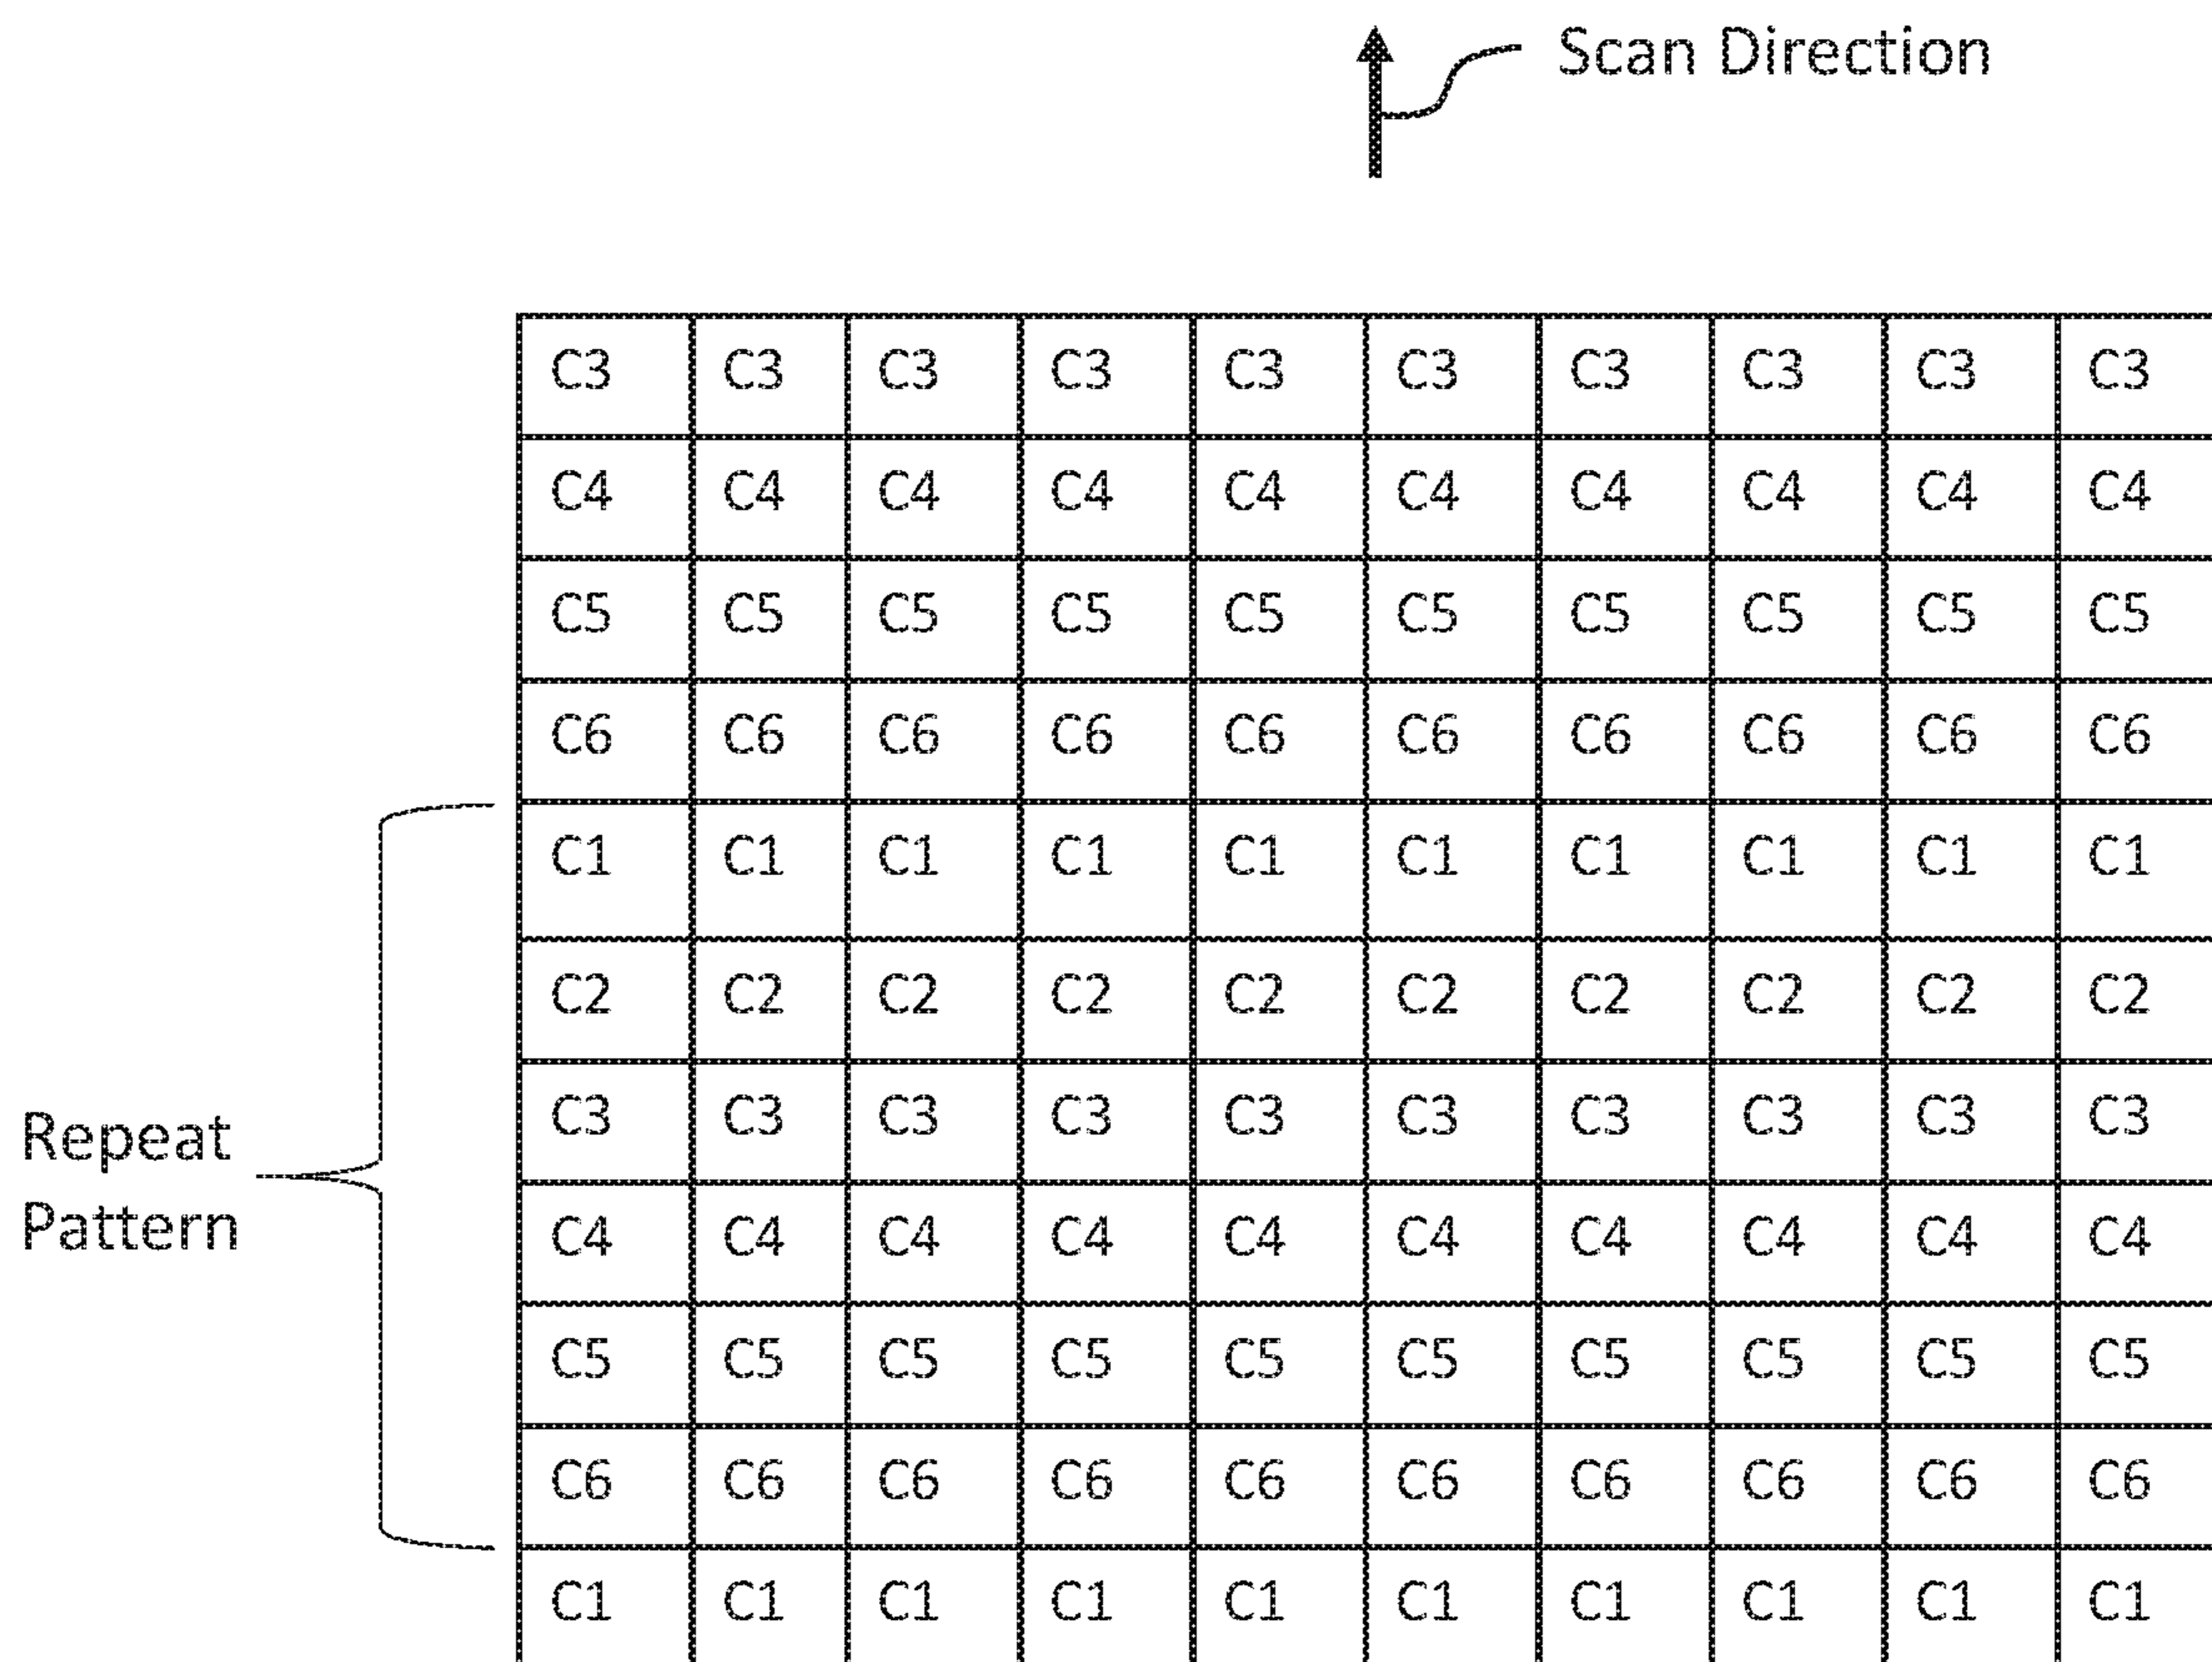 Scan Direction
C3 C3 C3 C3 C3 C3 C3 C3 C3 C3
C4 C4 C4 C4 C4 C4 C4 C4 C4 C4
C5 C5 C5 C5 C5 C5 C5 C5 C5 C5
C6 C6 C6 C6 C6 C6 C6 C6 C6 C6
C1 C1 C1 C1 C1 C1 C1 C1 C1 C1
C2 C2 C2 C2 C2 C2 C2 C2 C2 C2
C3 C3 C3 C3 C3 C3 C3 C3 C3 C3
Repeat
Pattern
C4 C4 C4 C4 C4 C4 C4 C4 C4 C4
C5 C5 C5 C5 C5 C5 C5 C5 C5 C5
C6 C6 C6 C6 C6 C6 C6 C6 C6 C6
C1 C1 C1 C1 C1 C1 C1 C1 C1 C1